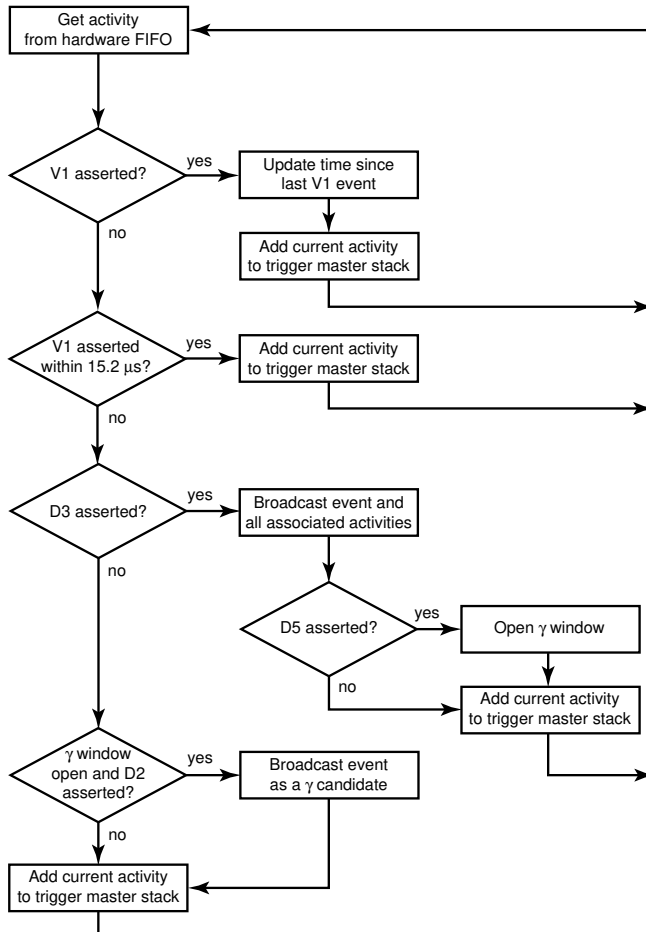 Get activity
from hardware FIFO
V1 asserted?
yes
no
Update time since
last V1 event
Add current activity
to trigger master stack
V1 asserted
within 15.2 μs?
yes
no
Add current activity
to trigger master stack
D3 asserted?
yes
no
Broadcast event and
all associated activities
D5 asserted?
yes
no
Open γ window
Add current activity
to trigger master stack
γ window
open and D2
asserted?
yes
no
Broadcast event
as a γ candidate
Add current activity
to trigger master stack